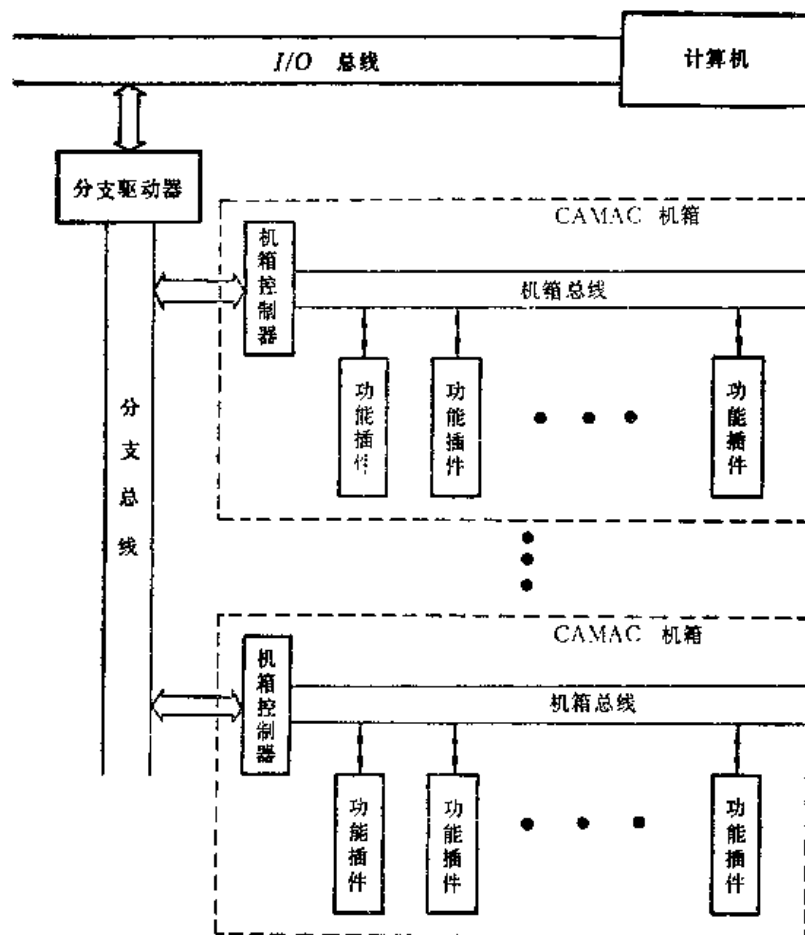 I/O 总线
计算机
分支驱动器
CAMAC 机箱
机箱控制器
机箱总线
功能插件
功能插件
功能插件
分支总线
CAMAC 机箱
机箱控制器
机箱总线
功能插件
功能插件
功能插件